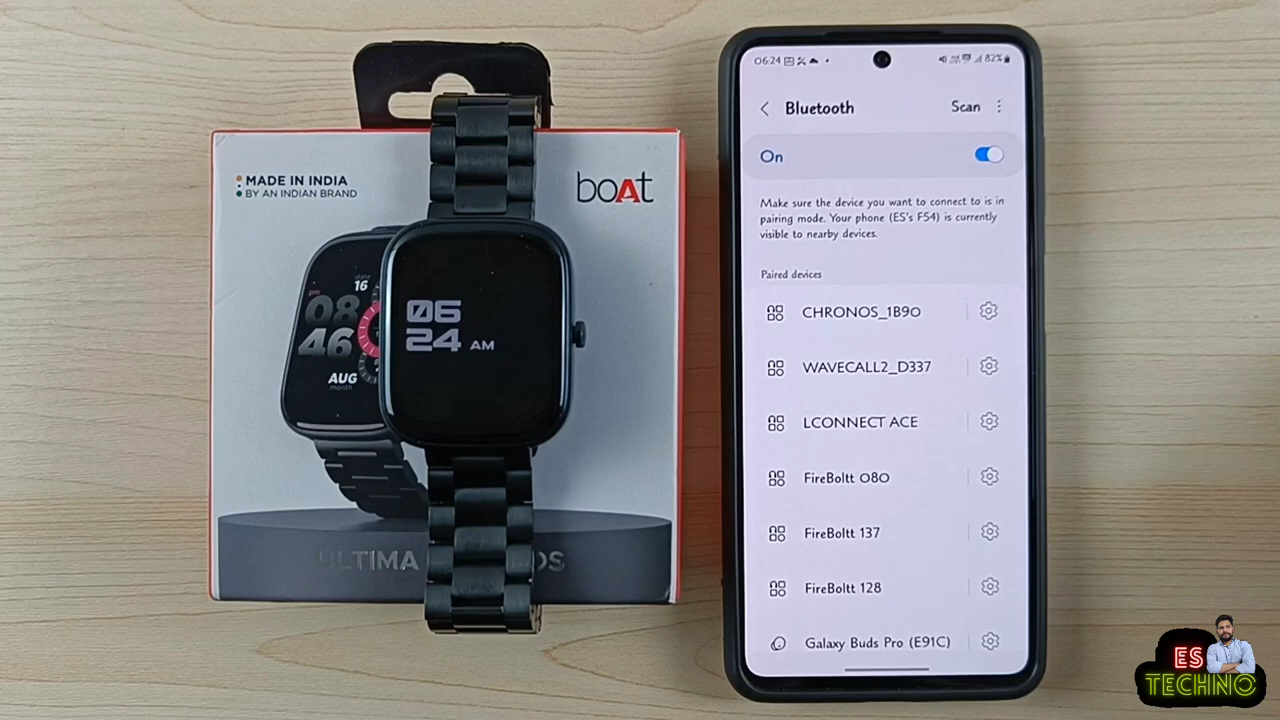 MADE IN INDIA
BY AN INDIAN BRAND
boAt
date
16
pm
08
46
AUG
month
06
24 AM
ULTIMA
OS
06:24
82%
Bluetooth
Scan
On
Make sure the device you want to connect to is in
pairing mode. Your phone (ES's F54) is currently
visible to nearby devices.
Paired devices
CHRONOS_1B90
WAVECALL2_D337
LCONNECT ACE
FireBoltt 080
FireBoltt 137
FireBoltt 128
Galaxy Buds Pro (E91C)
ES
TECHNO